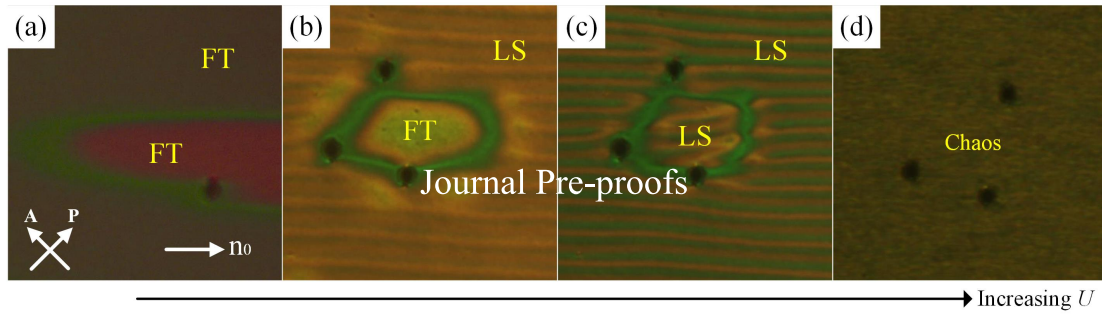 (a)
FT
FT
A P
n₀
(b)
LS
FT
(c)
LS
LS
(d)
Chaos
Journal Pre-proofs
Increasing U